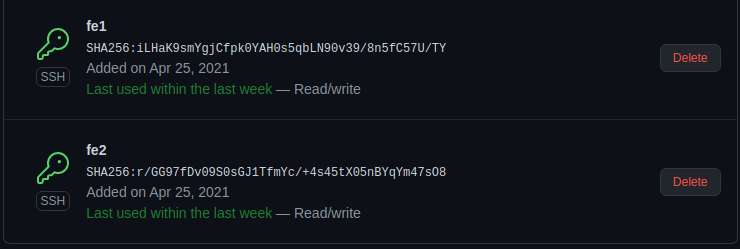 fe1
SHA256:iLHaK9smYgjCfpk0YAH0s5qbLN90v39/8n5fC57U/TY
SSH
Added on Apr 25, 2021
Last used within the last week — Read/write
Delete
fe2
SHA256:r/GG97fDv09S0sGJ1TfmYc/+4s45tX05nBYqYm47sO8
SSH
Added on Apr 25, 2021
Last used within the last week — Read/write
Delete